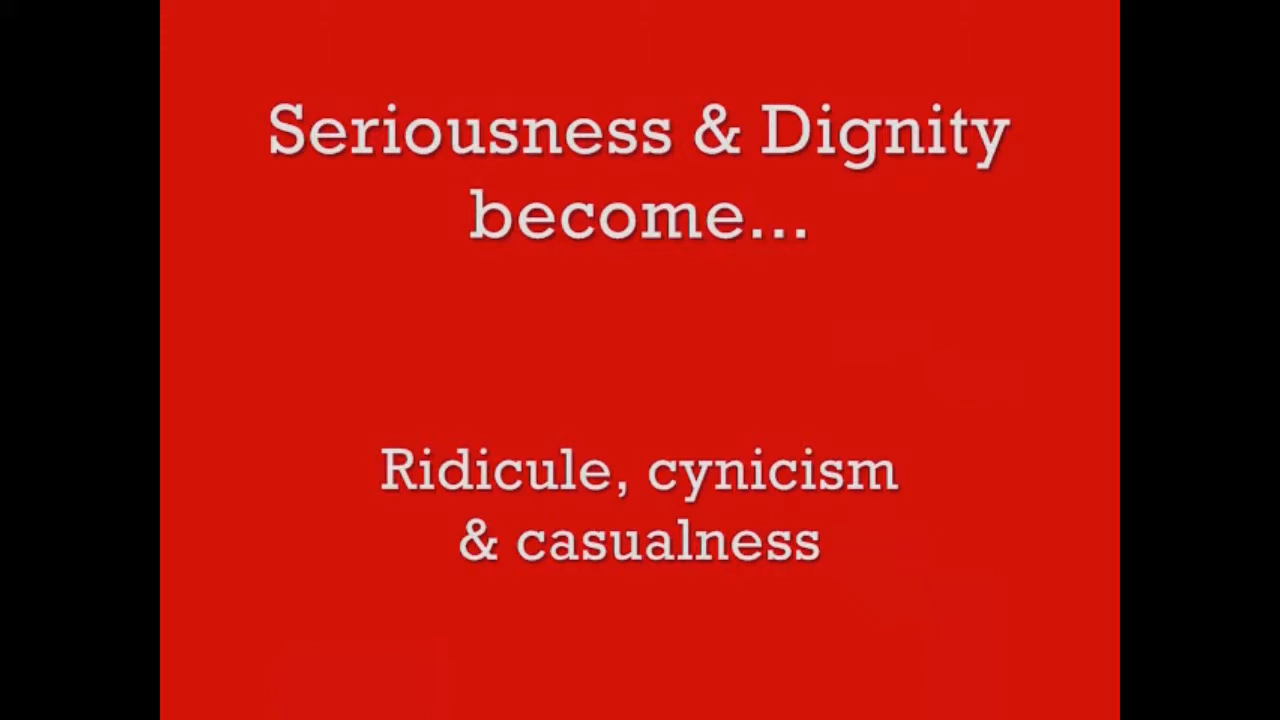 Seriousness & Dignity
become...
Ridicule, cynicism
& casualness